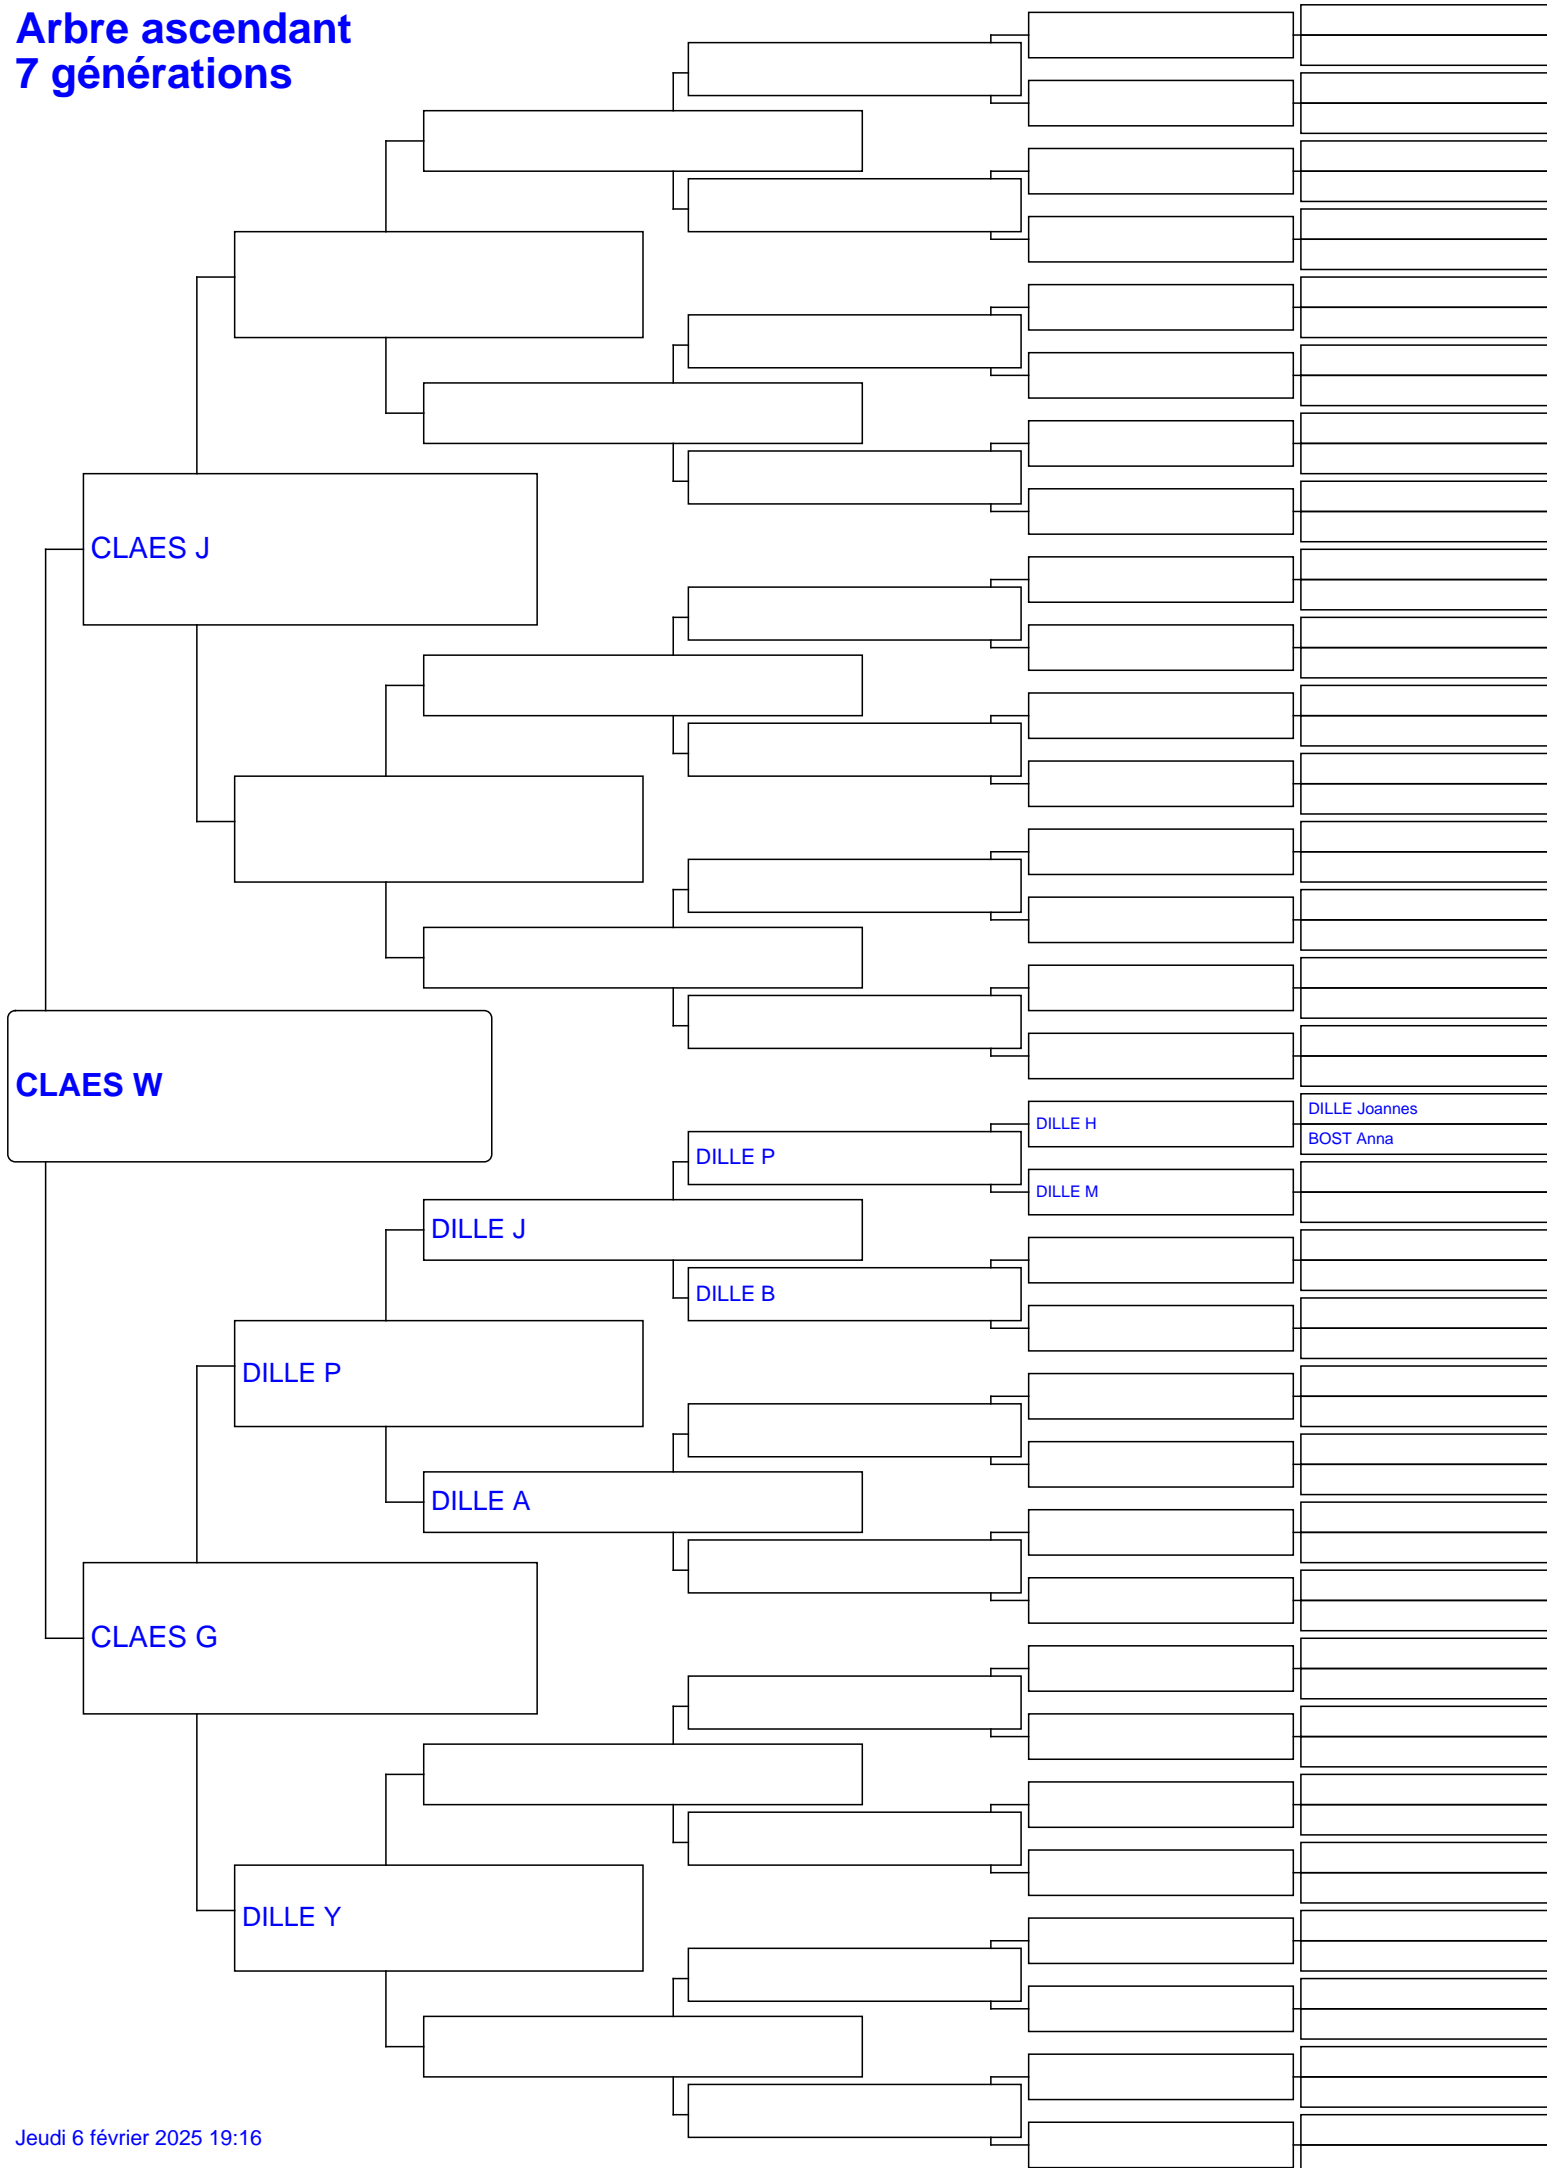 Arbre ascendant
7 générations
CLAES J
CLAES W
DILLE Joannes
DILLE H
BOST Anna
DILLE P
DILLE M
DILLE J
DILLE B
DILLE P
DILLE A
CLAES G
DILLE Y
Jeudi 6 février 2025 19:16